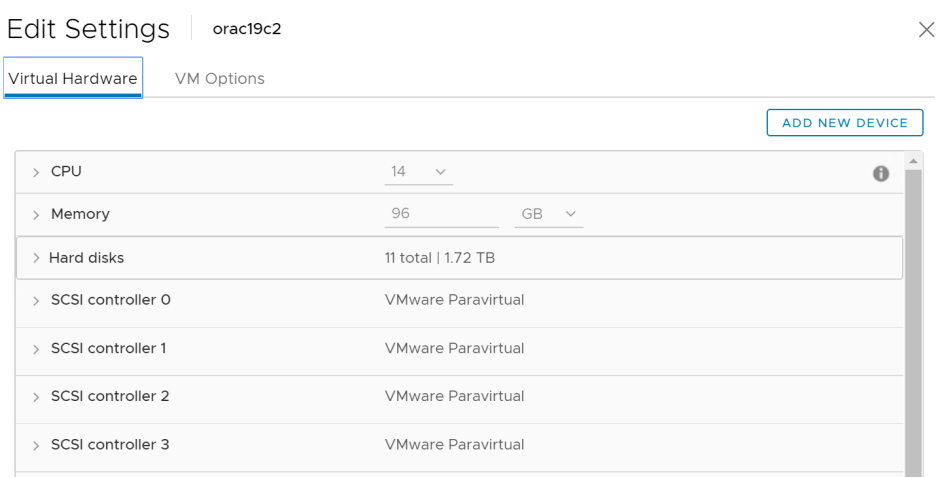 Edit Settings orac19c2
Virtual Hardware VM Options
ADD NEW DEVICE
CPU 14
Memory 96 GB
Hard disks 11 total | 1.72 TB
SCSI controller 0 VMware Paravirtual
SCSI controller 1 VMware Paravirtual
SCSI controller 2 VMware Paravirtual
SCSI controller 3 VMware Paravirtual